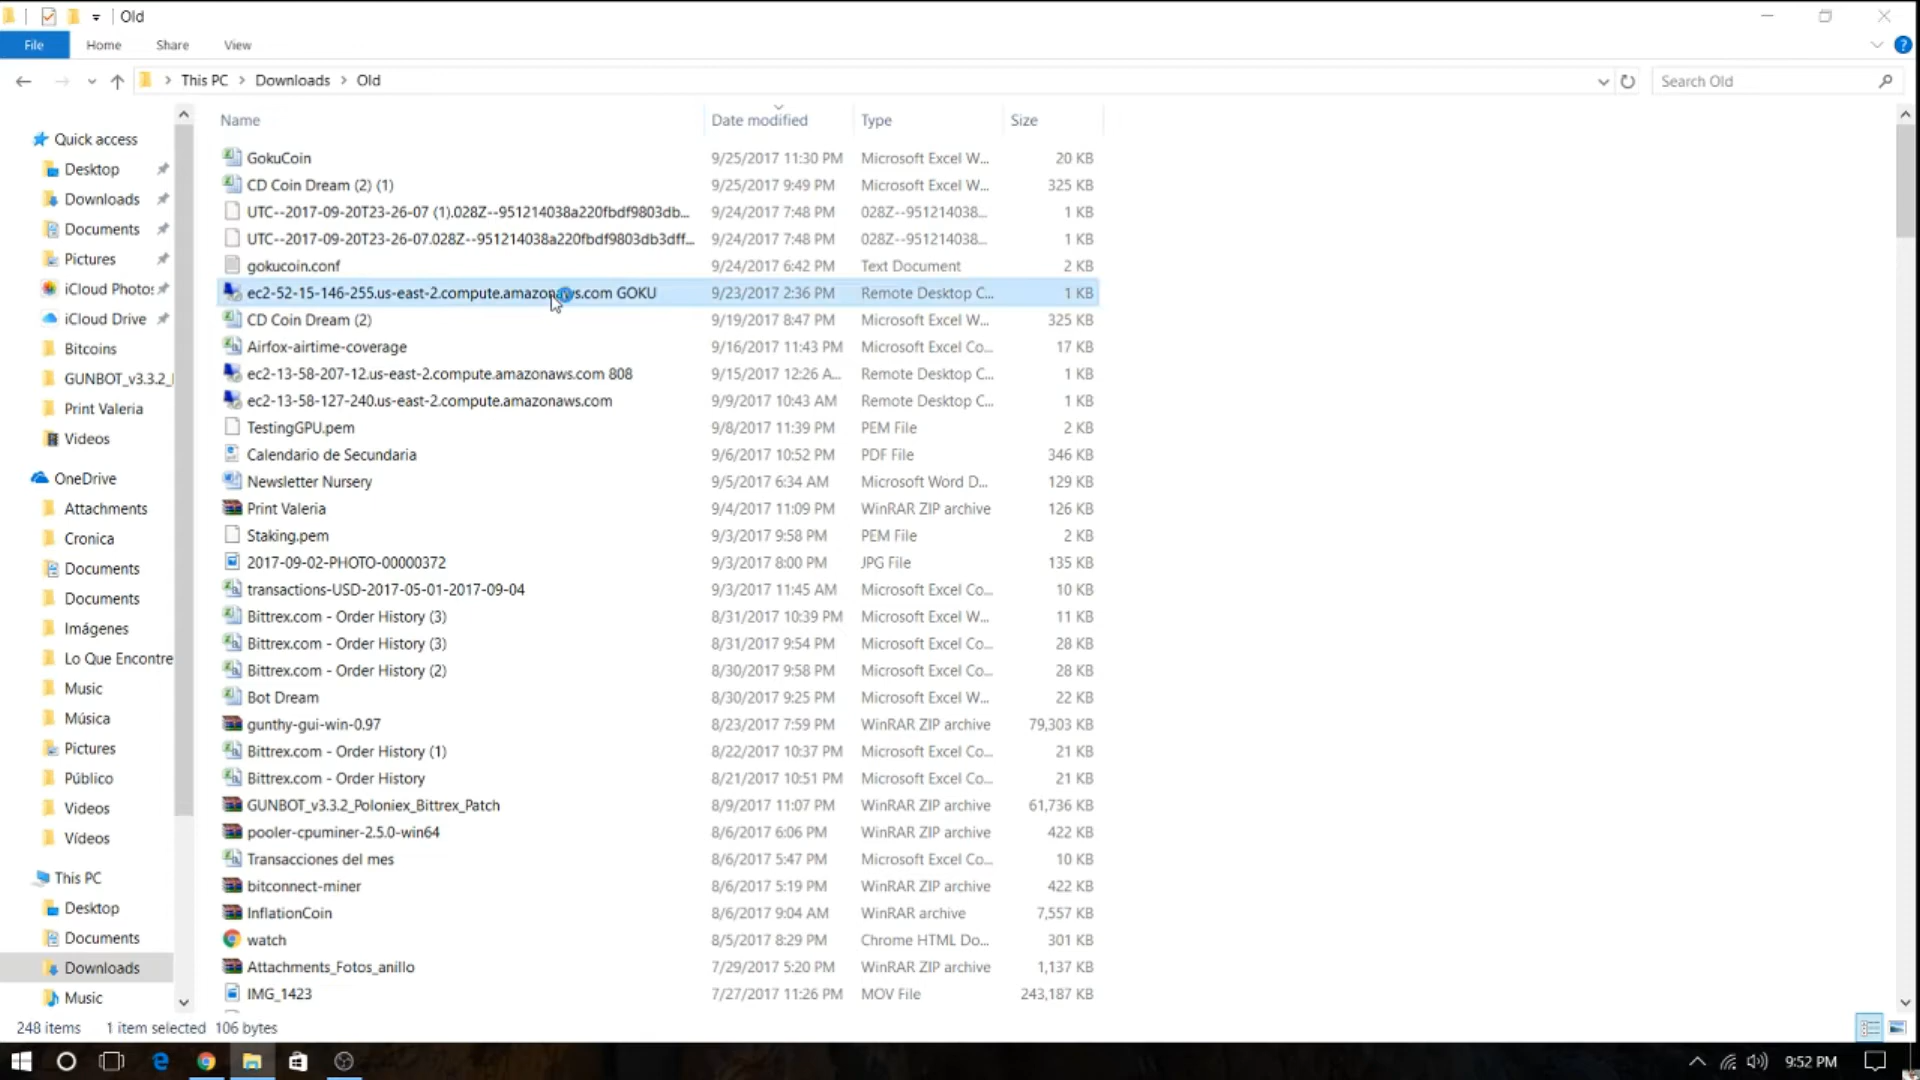 Old
File Home Share View
This PC Downloads Old
Search Old
Quick access
Desktop
Downloads
Documents
Pictures
iCloud Photos
iCloud Drive
Bitcoins
GUNBOT_v3.3.2_
Print Valeria
Videos
OneDrive
Attachments
Cronica
Documents
Documents
Imágenes
Lo Que Encontre
Music
Música
Pictures
Público
Videos
Vídeos
This PC
Desktop
Documents
Downloads
Music
Name Date modified Type Size
GokuCoin 9/25/2017 11:30 PM Microsoft Excel W... 20 KB
CD Coin Dream (2) (1) 9/25/2017 9:49 PM Microsoft Excel W... 325 KB
UTC--2017-09-20T23-26-07 (1).028Z--951214038a220fbdf9803db... 9/24/2017 7:48 PM 028Z--951214038... 1 KB
UTC--2017-09-20T23-26-07.028Z--951214038a220fbdf9803db3dff... 9/24/2017 7:48 PM 028Z--951214038... 1 KB
gokucoin.conf 9/24/2017 6:42 PM Text Document 2 KB
ec2-52-15-146-255.us-east-2.compute.amazonaws.com GOKU 9/23/2017 2:36 PM Remote Desktop C... 1 KB
CD Coin Dream (2) 9/19/2017 8:47 PM Microsoft Excel W... 325 KB
Airfox-airtime-coverage 9/16/2017 11:43 PM Microsoft Excel Co... 17 KB
ec2-13-58-207-12.us-east-2.compute.amazonaws.com 808 9/15/2017 12:26 A... Remote Desktop C... 1 KB
ec2-13-58-127-240.us-east-2.compute.amazonaws.com 9/9/2017 10:43 AM Remote Desktop C... 1 KB
TestingGPU.pem 9/8/2017 11:39 PM PEM File 2 KB
Calendario de Secundaria 9/6/2017 10:52 PM PDF File 346 KB
Newsletter Nursery 9/5/2017 6:34 AM Microsoft Word D... 129 KB
Print Valeria 9/4/2017 11:09 PM WinRAR ZIP archive 126 KB
Staking.pem 9/3/2017 9:58 PM PEM File 2 KB
2017-09-02-PHOTO-00000372 9/3/2017 8:00 PM JPG File 135 KB
transactions-USD-2017-05-01-2017-09-04 9/3/2017 11:45 AM Microsoft Excel Co... 10 KB
Bittrex.com - Order History (3) 8/31/2017 10:39 PM Microsoft Excel W... 11 KB
Bittrex.com - Order History (3) 8/31/2017 9:54 PM Microsoft Excel Co... 28 KB
Bittrex.com - Order History (2) 8/30/2017 9:58 PM Microsoft Excel Co... 28 KB
Bot Dream 8/30/2017 9:25 PM Microsoft Excel W... 22 KB
gunthy-gui-win-0.97 8/23/2017 7:59 PM WinRAR ZIP archive 79,303 KB
Bittrex.com - Order History (1) 8/22/2017 10:37 PM Microsoft Excel Co... 21 KB
Bittrex.com - Order History 8/21/2017 10:51 PM Microsoft Excel Co... 21 KB
GUNBOT_v3.3.2_Poloniex_Bittrex_Patch 8/9/2017 11:07 PM WinRAR ZIP archive 61,736 KB
pooler-cpuminer-2.5.0-win64 8/6/2017 6:06 PM WinRAR ZIP archive 422 KB
Transacciones del mes 8/6/2017 5:47 PM Microsoft Excel Co... 10 KB
bitconnect-miner 8/6/2017 5:19 PM WinRAR ZIP archive 422 KB
InflationCoin 8/6/2017 9:04 AM WinRAR archive 7,557 KB
watch 8/5/2017 8:29 PM Chrome HTML Do... 301 KB
Attachments_Fotos_anillo 7/29/2017 5:20 PM WinRAR ZIP archive 1,137 KB
IMG_1423 7/27/2017 11:26 PM MOV File 243,187 KB
248 items 1 item selected 106 bytes
9:52 PM